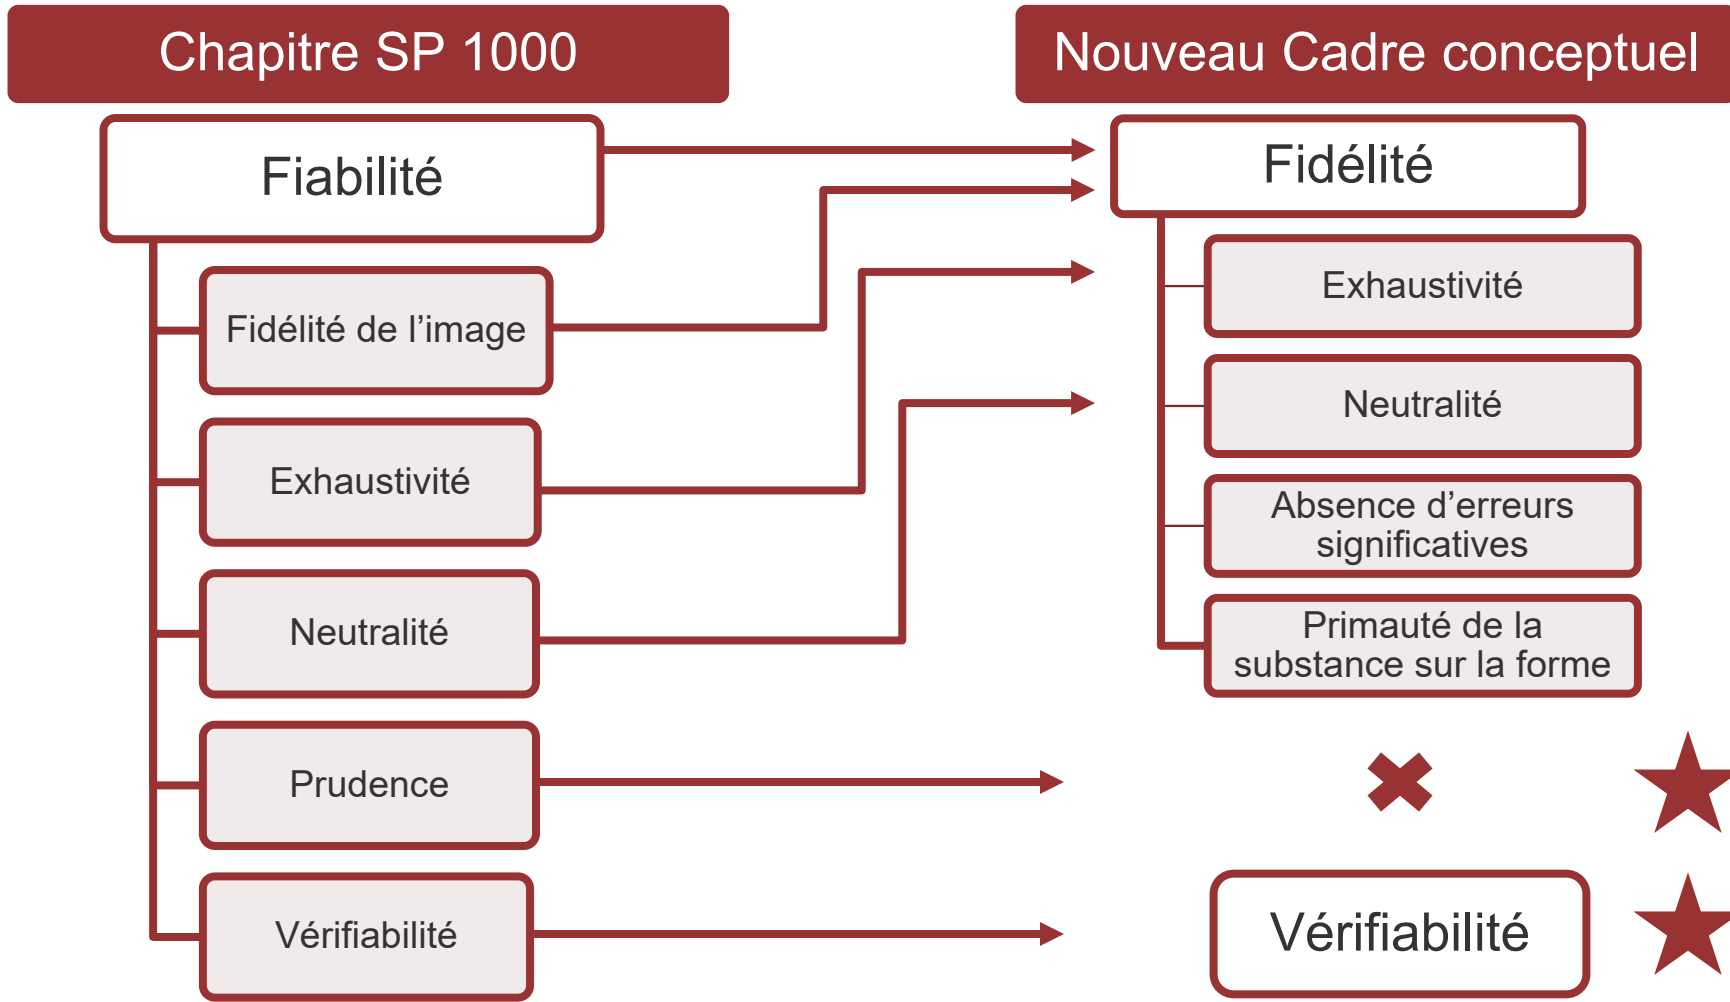 Chapitre SP 1000
Fiabilité
Fidélité de l’image
Exhaustivité
Neutralité
Prudence
Vérifiabilité
Nouveau Cadre conceptuel
Fidélité
Exhaustivité
Neutralité
Absence d’erreurs
significatives
Primauté de la
substance sur la forme
Vérifiabilité